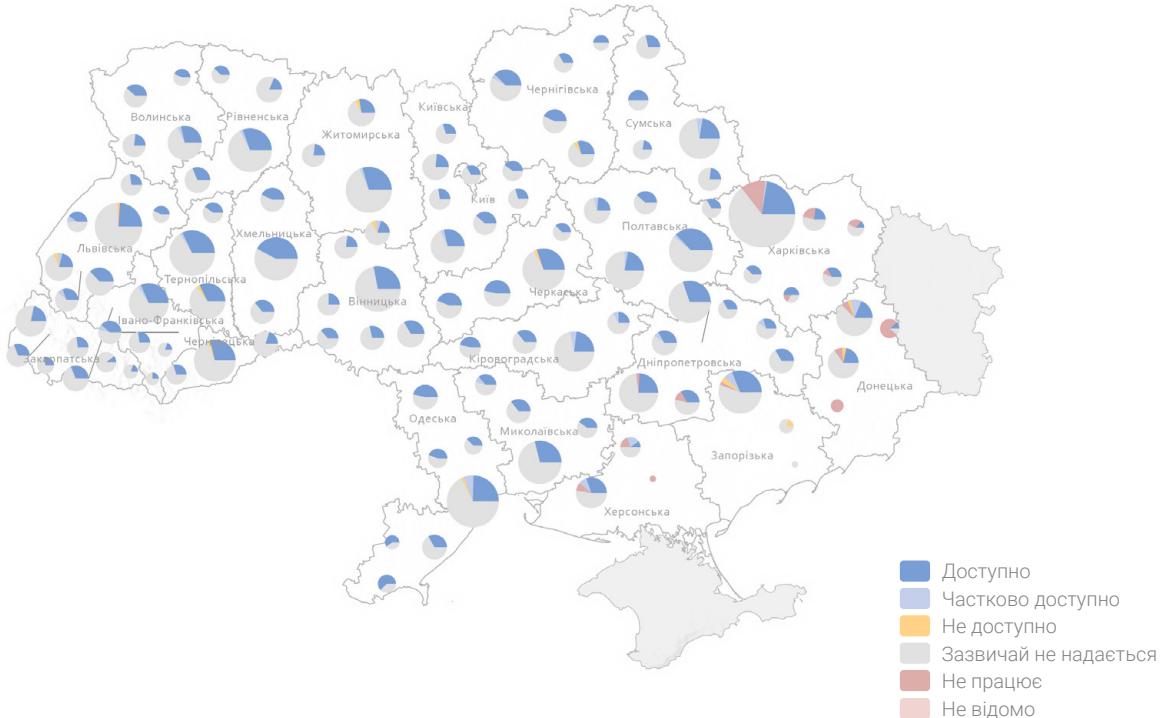 Київська
Чернігівська
Волинська
Рівненська
Житомирська
Сумська
Київ
Львівська
Хмельницька
Полтавська
Харківська
Тернопільська
Вінницька
Черкаська
Івано-Франківська
Чернівецька
Закарпатська
Кіровоградська
Дніпропетровська
Донецька
Одеська
Миколаївська
Запорізька
Херсонська
Доступно
Частково доступно
Не доступно
Зазвичай не надається
Не працює
Не відомо